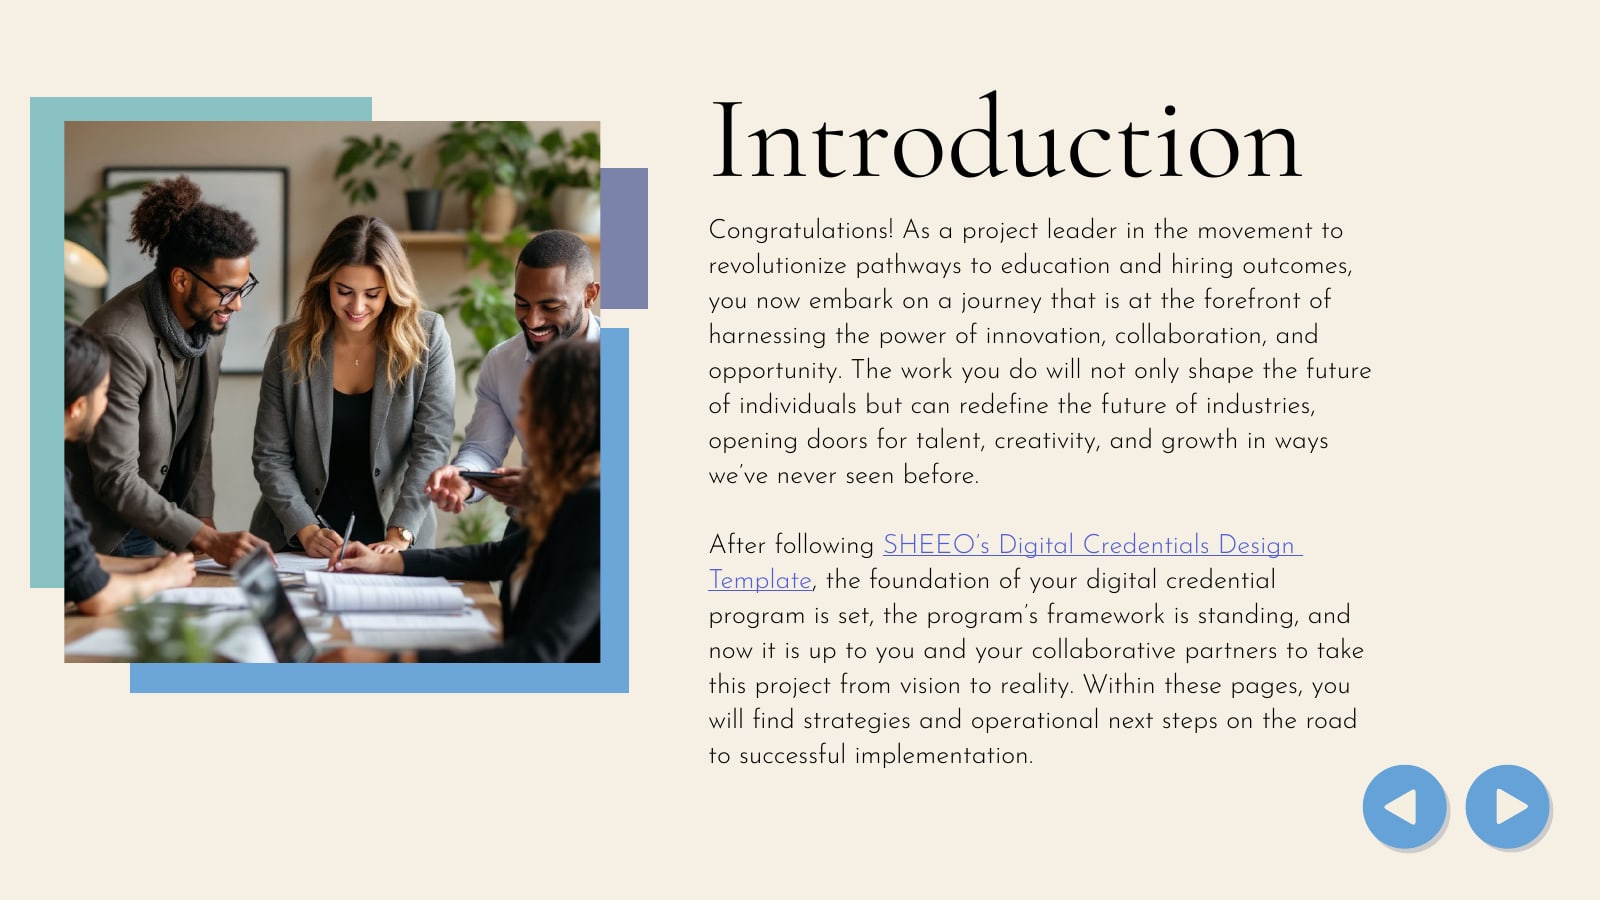 Introduction
Congratulations! As a project leader in the movement to
revolutionize pathways to education and hiring outcomes,
you now embark on a journey that is at the forefront of
harnessing the power of innovation, collaboration, and
opportunity. The work you do will not only shape the future
of individuals but can redefine the future of industries,
opening doors for talent, creativity, and growth in ways
we've never seen before.
After following SHEEO's Digital Credentials Design
Template, the foundation of your digital credential
program is set, the program's framework is standing, and
now it is up to you and your collaborative partners to take
this project from vision to reality. Within these pages, you
will find strategies and operational next steps on the road
to successful implementation.